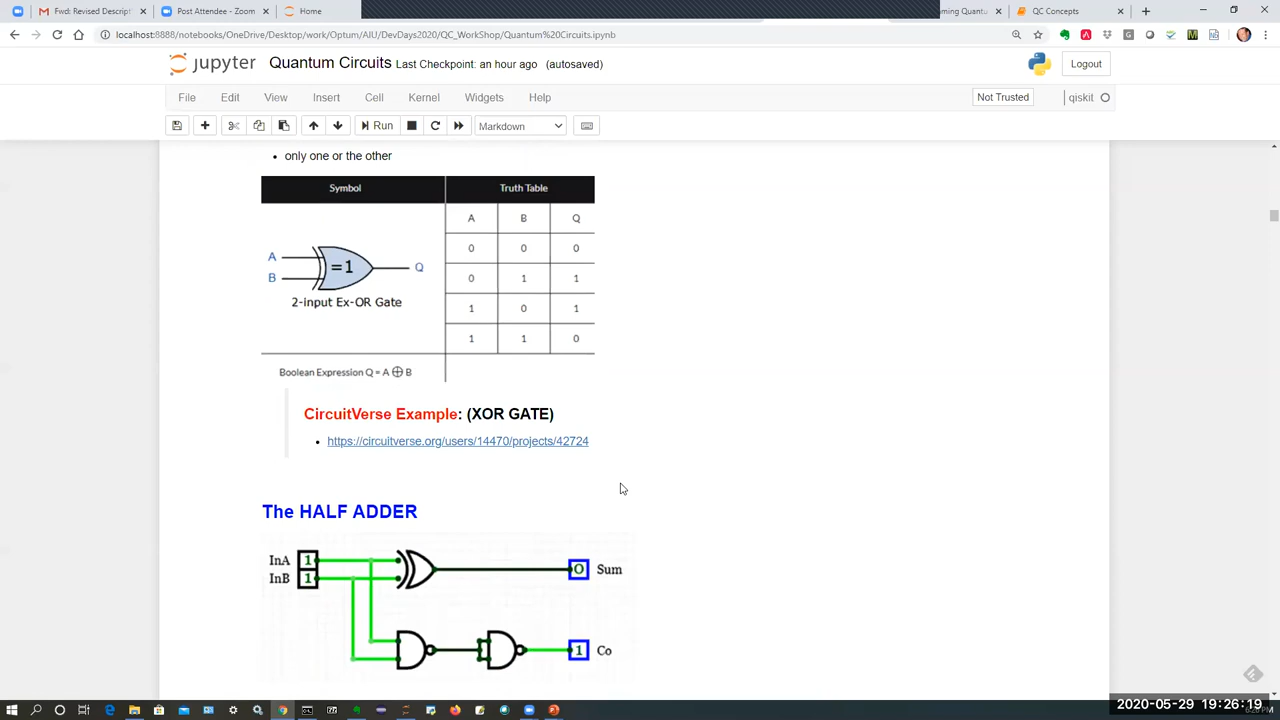 Fwd: Revised Descript
Post Attendee - Zoom
Home
ming Quantu
QC Concepts
localhost:8888/notebooks/OneDrive/Desktop/work/Optum/AIU/DevDays2020/QC_WorkShop/Quantum%20Circuits.ipynb
jupyter Quantum Circuits Last Checkpoint: an hour ago (autosaved)
Logout
File Edit View Insert Cell Kernel Widgets Help
Not Trusted
qiskit
Run
Markdown
only one or the other
Symbol Truth Table
A B Q
0 0 0
0 1 1
1 0 1
1 1 0
A
B
=1
Q
2-input Ex-OR Gate
Boolean Expression Q = A ⊕ B
CircuitVerse Example: (XOR GATE)
https://circuitverse.org/users/14470/projects/42724
The HALF ADDER
InA 1
InB 1
0 Sum
1 Co
2020-05-29 19:26:19